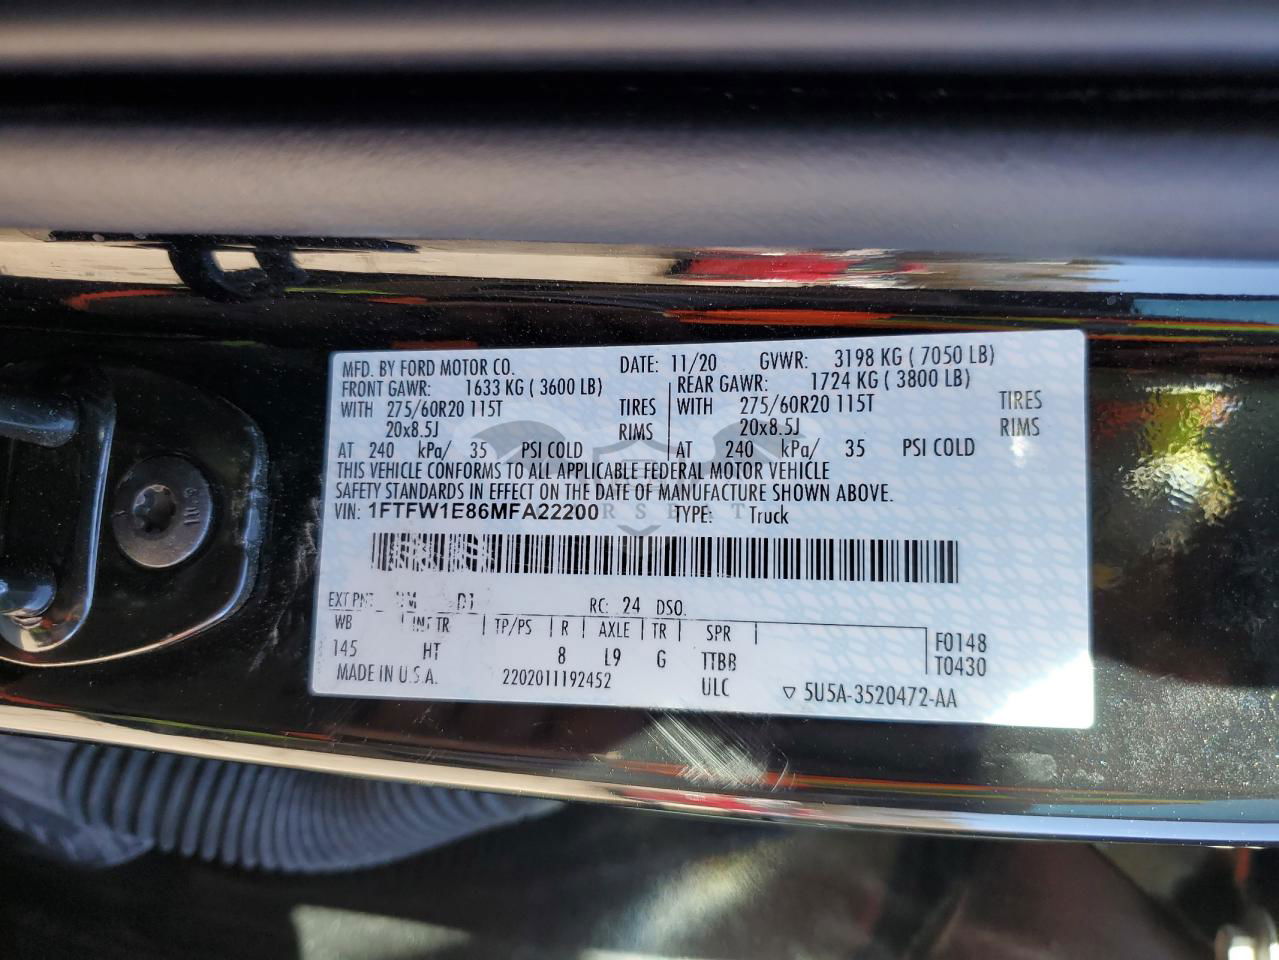 MFD. BY FORD MOTOR CO. DATE: 11/20 GVWR: 3198 KG ( 7050 LB)
FRONT GAWR: 1633 KG ( 3600 LB) REAR GAWR: 1724 KG ( 3800 LB)
WITH 275/60R20 115T TIRES WITH 275/60R20 115T TIRES
20x8.5J RIMS 20x8.5J RIMS
AT 240 kPa/ 35 PSI COLD AT 240 kPa/ 35 PSI COLD
THIS VEHICLE CONFORMS TO ALL APPLICABLE FEDERAL MOTOR VEHICLE
SAFETY STANDARDS IN EFFECT ON THE DATE OF MANUFACTURE SHOWN ABOVE.
VIN: 1FTFW1E86MFA22200 TYPE: Truck
EXT RC: 24 DSO:
WB TR TP/PS R AXLE TR SPR F0148
145 HT 8 L9 G TTBB T0430
MADE IN U.S.A. 2202011192452 ULC ▽ 5U5A-3520472-AA